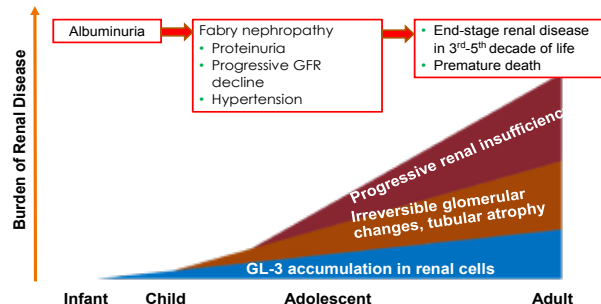 Albuminuria
Fabry nephropathy
• Proteinuria
• Progressive GFR
decline
• Hypertension
• End-stage renal disease
in 3rd-5th decade of life
• Premature death
Burden of Renal Disease
Progressive renal insufficienc
Irreversible glomerular
changes, tubular atrophy
GL-3 accumulation in renal cells
Infant Child Adolescent Adult